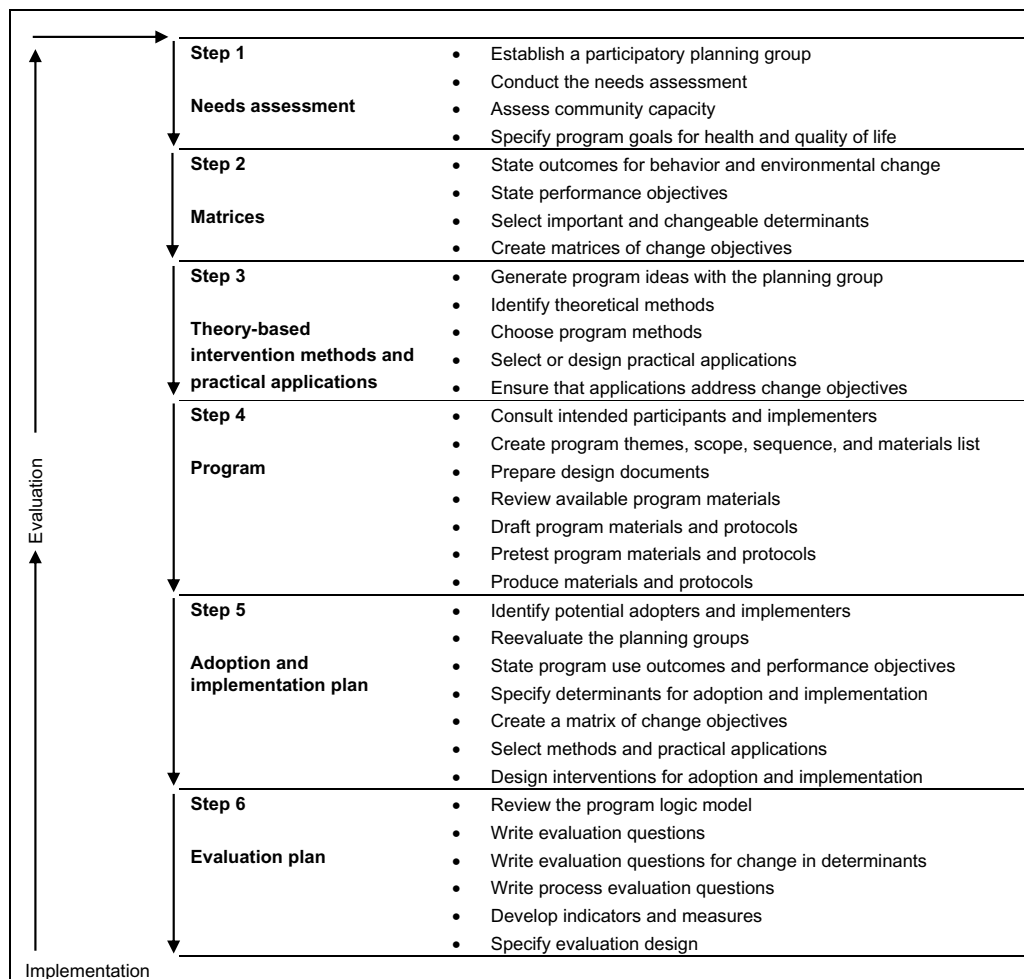 Step 1
• Establish a participatory planning group
• Conduct the needs assessment
Needs assessment
• Assess community capacity
• Specify program goals for health and quality of life
Step 2
• State outcomes for behavior and environmental change
• State performance objectives
Matrices
• Select important and changeable determinants
• Create matrices of change objectives
Step 3
• Generate program ideas with the planning group
• Identify theoretical methods
Theory-based
intervention methods and
practical applications
• Choose program methods
• Select or design practical applications
• Ensure that applications address change objectives
Step 4
• Consult intended participants and implementers
• Create program themes, scope, sequence, and materials list
Program
• Prepare design documents
• Review available program materials
• Draft program materials and protocols
• Pretest program materials and protocols
• Produce materials and protocols
Evaluation
Step 5
• Identify potential adopters and implementers
• Reevaluate the planning groups
Adoption and
implementation plan
• State program use outcomes and performance objectives
• Specify determinants for adoption and implementation
• Create a matrix of change objectives
• Select methods and practical applications
• Design interventions for adoption and implementation
Step 6
• Review the program logic model
• Write evaluation questions
Evaluation plan
• Write evaluation questions for change in determinants
• Write process evaluation questions
• Develop indicators and measures
• Specify evaluation design
Implementation